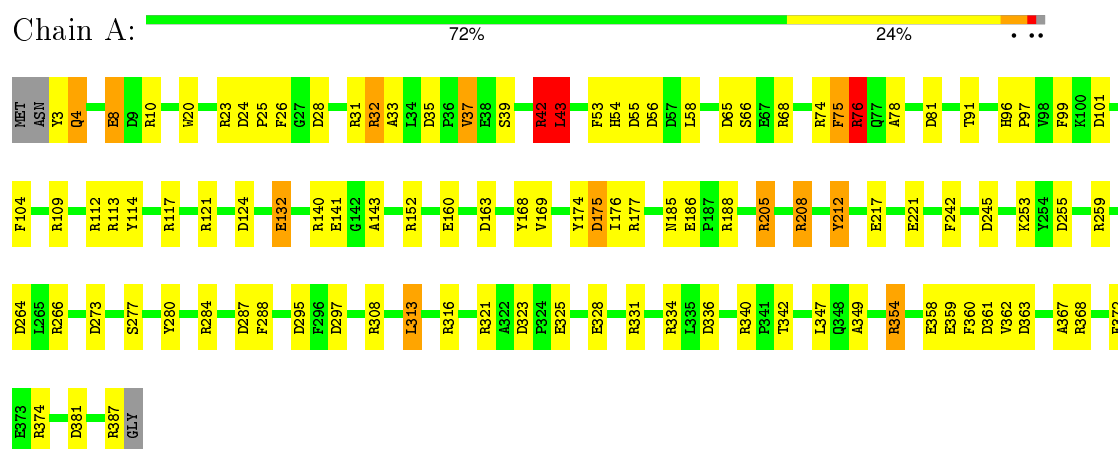 Chain A:
72% 24% • ••
MET ASN Y3 Q4 E8 D9 R10 W20 R23 D24 P25 F26 G27 D28 R31 R32 A33 L34 D35 P36 V37 E38 S39 R42 L43 F53 H54 D55 D56 D57 L58 D65 S66 E67 R68 R74 F75 R76 Q77 A78 D81 T91 H96 P97 V98 F99 K100 D101
F104 R109 R112 R113 Y114 R117 R121 D124 E132 R140 E141 G142 A143 R152 E160 D163 Y168 V169 Y174 D175 I176 R177 N185 E186 P187 R188 R205 R208 Y212 E217 E221 F242 D245 K253 Y254 D255 R259
D264 L265 R266 D273 S277 Y280 R284 D287 F288 D295 F296 D297 R308 L313 R316 R321 A322 D323 P324 E325 E328 R331 R334 L335 D336 R340 P341 T342 L347 Q348 A349 R354 E358 E359 F360 D361 V362 D363 A367 R368
E373 R374 D381 R387 GLY